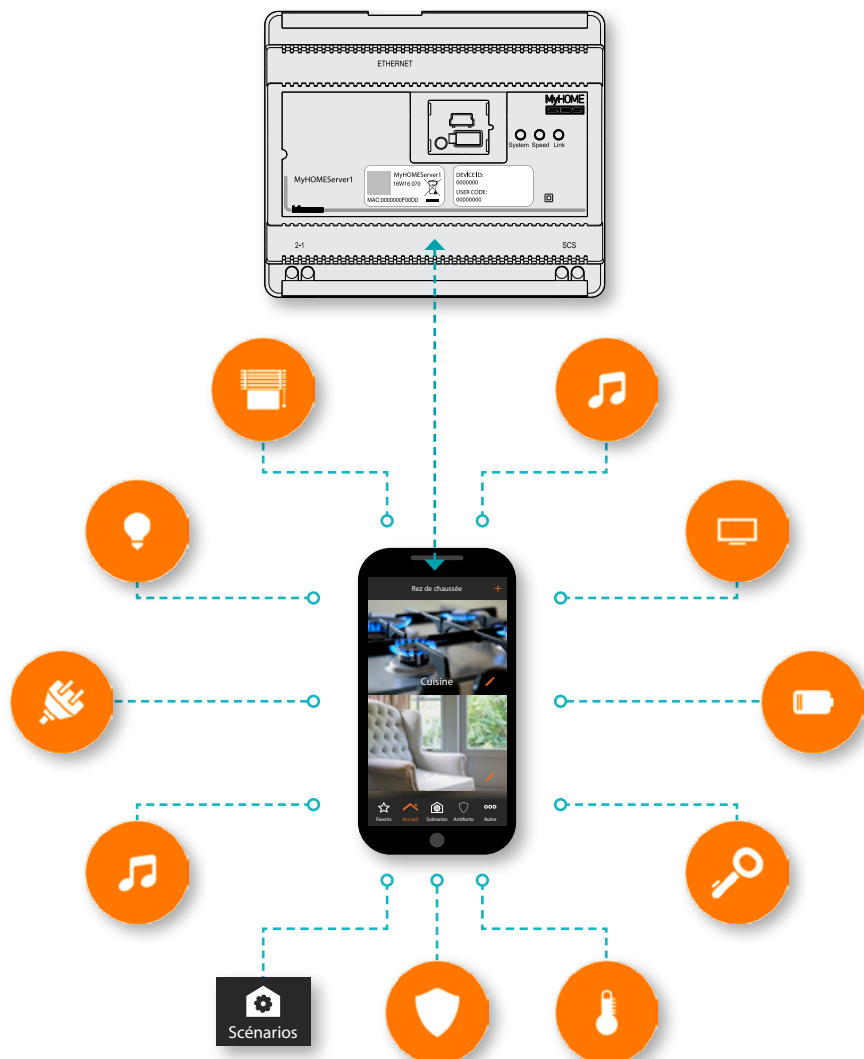 ETHERNET
MyHOME
System Speed Link
MyHOMEServer1
MyHOMEServer1
16W16 070
MAC:0000000F00D0
DEVICE ID:
0000000
USER CODE:
00000000
2-1
SCS
Rez de chaussée +
Cuisine
Salon
Favoris Accueil Scénarios Antifurto Autre
Scénarios